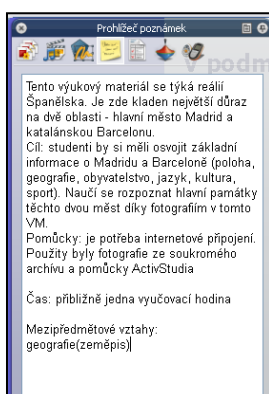 Prohlížeč poznámek
V podm
Tento výukový materiál se týká reálií
Španělska. Je zde kladen největší důraz
na dvě oblasti - hlavní město Madrid a
katalánskou Barcelonu.
Cíl: studenti by si měli osvojit základní
informace o Madridu a Barceloně (poloha,
geografie, obyvatelstvo, jazyk, kultura,
sport). Naučí se rozpoznat hlavní památky
těchto dvou měst díky fotografiím v tomto
VM.
Pomůcky: je potřeba internetové připojení.
Použity byly fotografie ze soukromého
archívu a pomůcky ActivStudia
Čas: přibližně jedna vyučovací hodina
Mezipředmětové vztahy:
geografie(zeměpis)